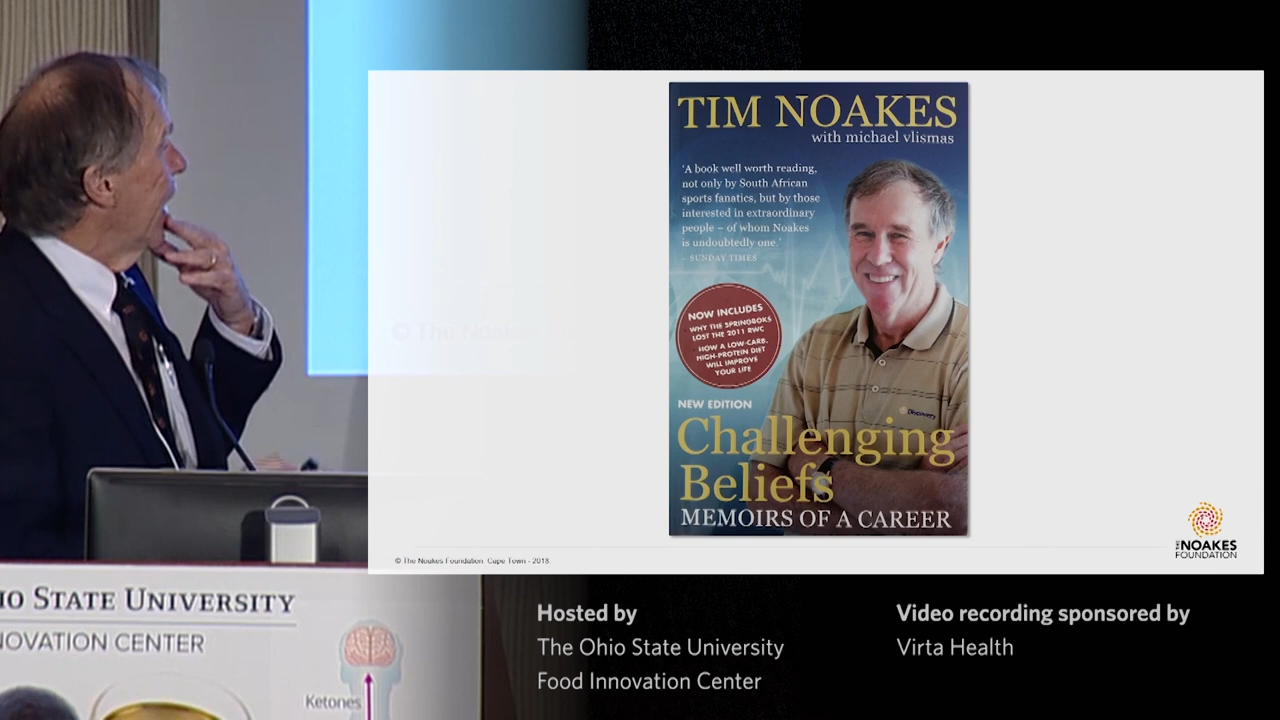 TIM NOAKES
with michael vlismas
'A book well worth reading,
not only by South African
sports fanatics, but by those
interested in extraordinary
people – of whom Noakes
is undoubtedly one.'
– SUNDAY TIMES
NOW INCLUDES
WHY THE SPRINGBOKS
LOST THE 2011 RWC
HOW A LOW-CARB,
HIGH-PROTEIN DIET
WILL IMPROVE
YOUR LIFE
Discovery
NEW EDITION
Challenging
Beliefs
MEMOIRS OF A CAREER
THE
NOAKES
FOUNDATION
© The Noakes Foundation, Cape Town - 2018.
IO STATE UNIVERSITY
NOVATION CENTER
Ketones
Hosted by
The Ohio State University
Food Innovation Center
Video recording sponsored by
Virta Health